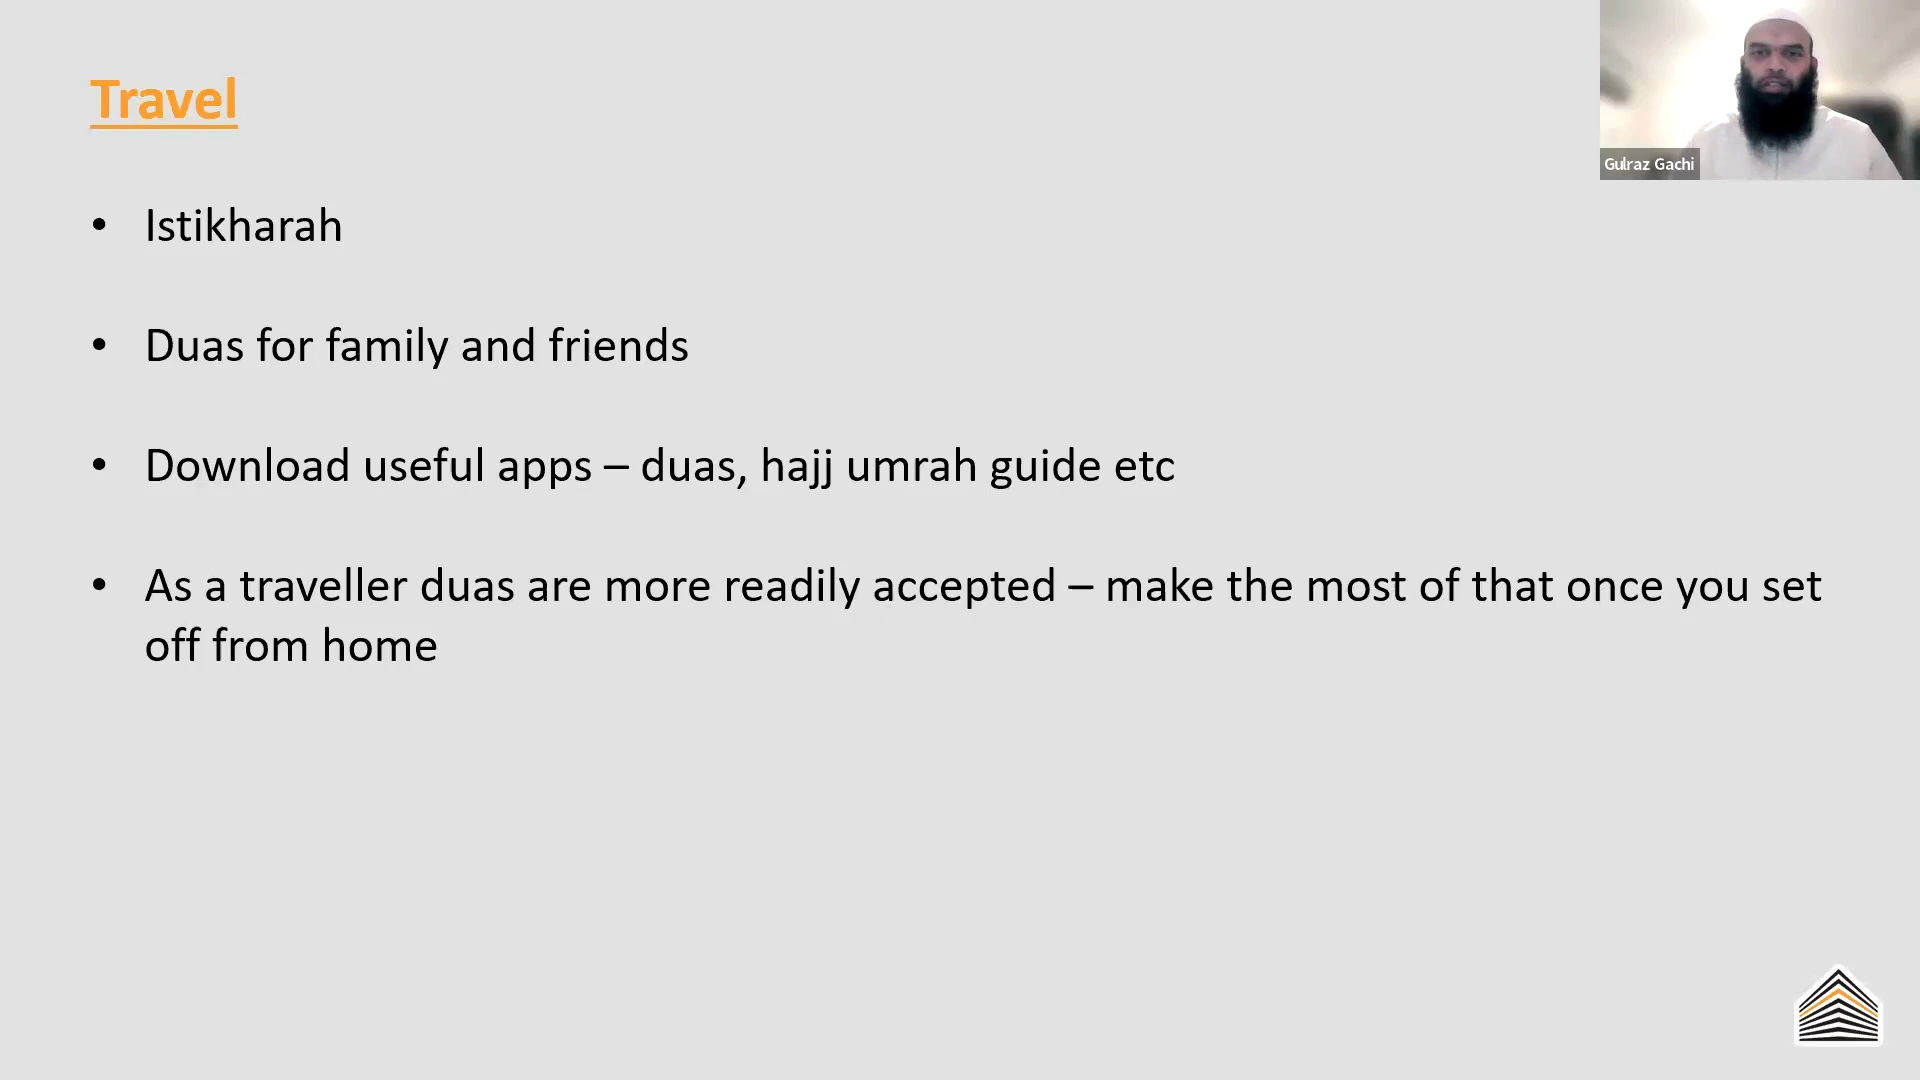 Travel
Gulraz Gachi
• Istikharah
• Duas for family and friends
• Download useful apps – duas, hajj umrah guide etc
• As a traveller duas are more readily accepted – make the most of that once you set
off from home